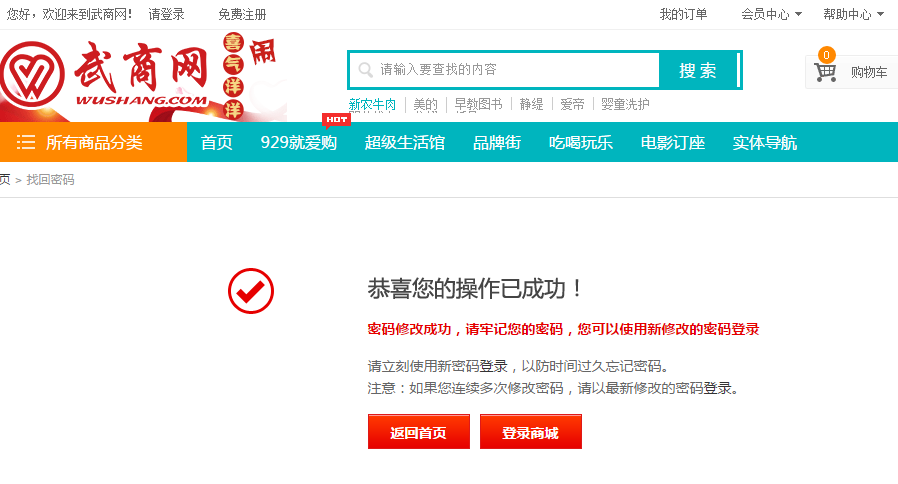 您好，欢迎来到武商网! 请登录 免费注册 我的订单 会员中心 帮助中心
武商网
WUSHANG.COM
喜气洋洋
闹
请输入要查找的内容 搜 索
0 购物车
新农牛肉 美的 早教图书 静缇 爱帝 婴童洗护
HOT
所有商品分类 首页 929就爱购 超级生活馆 品牌街 吃喝玩乐 电影订座 实体导航
页 > 找回密码
恭喜您的操作已成功！
密码修改成功，请牢记您的密码，您可以使用新修改的密码登录
请立刻使用新密码登录，以防时间过久忘记密码。
注意：如果您连续多次修改密码，请以最新修改的密码登录。
返回首页 登录商城